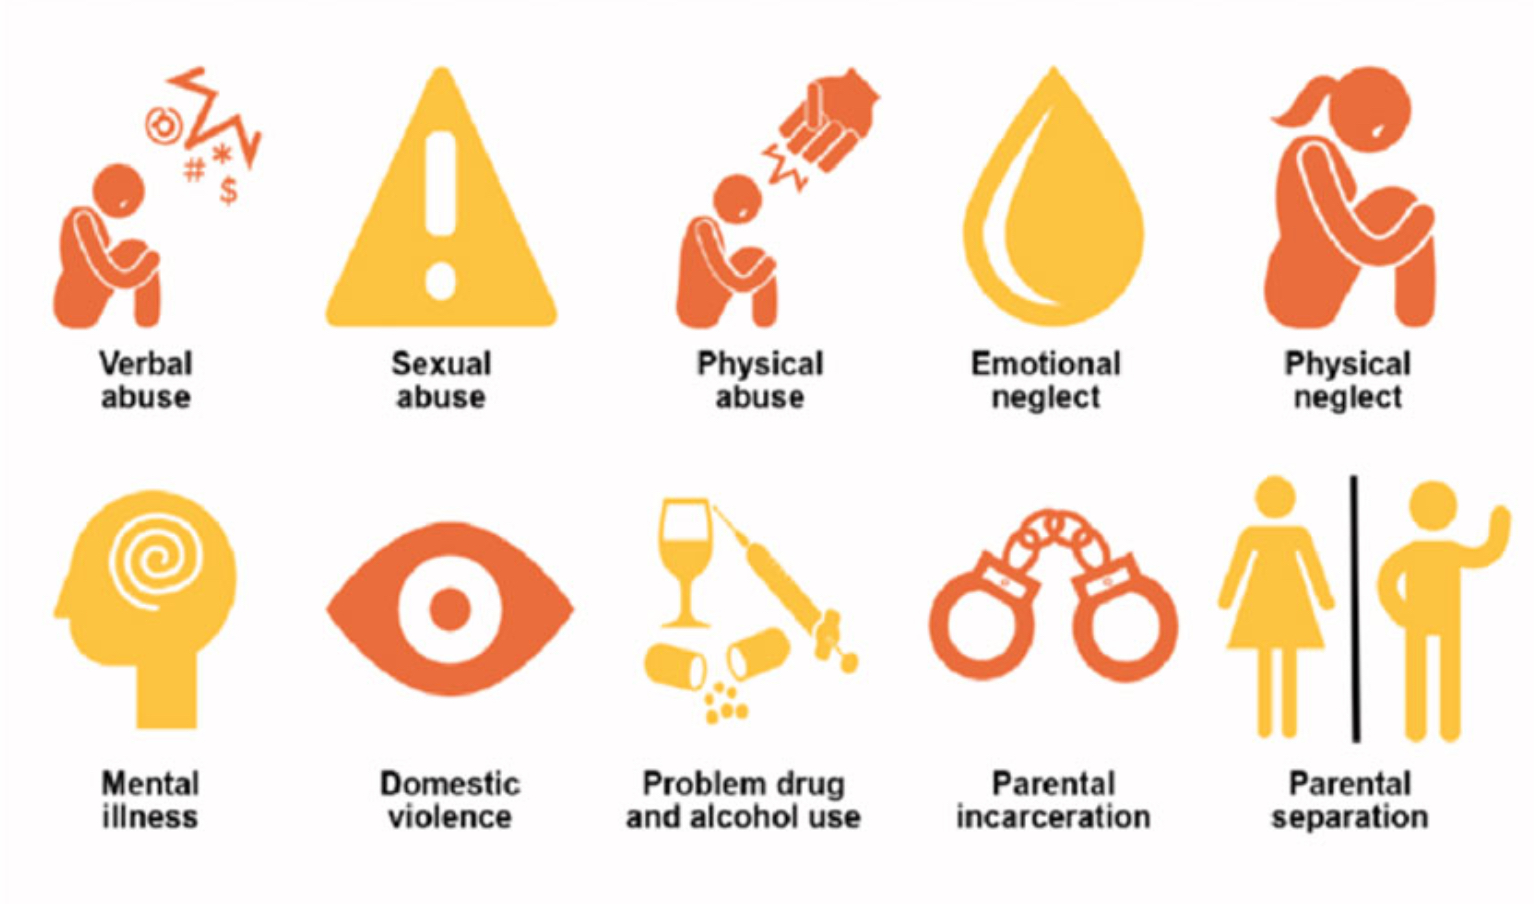 # * $
Verbal
abuse
Sexual
abuse
Physical
abuse
Emotional
neglect
Physical
neglect
Mental
illness
Domestic
violence
Problem drug
and alcohol use
Parental
incarceration
Parental
separation